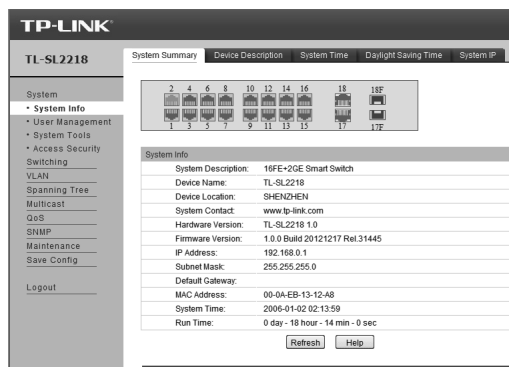 TP-LINK®
TL-SL2218
System Summary Device Description System Time Daylight Saving Time System IP
System
• System Info
• User Management
• System Tools
• Access Security
Switching
VLAN
Spanning Tree
Multicast
QoS
SNMP
Maintenance
Save Config
Logout
2 4 6 8 10 12 14 16 18 18F
1 3 5 7 9 11 13 15 17 17F
System Info
System Description: 16FE+2GE Smart Switch
Device Name: TL-SL2218
Device Location: SHENZHEN
System Contact: www.tp-link.com
Hardware Version: TL-SL2218 1.0
Firmware Version: 1.0.0 Build 20121217 Rel.31445
IP Address: 192.168.0.1
Subnet Mask: 255.255.255.0
Default Gateway:
MAC Address: 00-0A-EB-13-12-A8
System Time: 2006-01-02 02:13:59
Run Time: 0 day - 18 hour - 14 min - 0 sec
Refresh Help